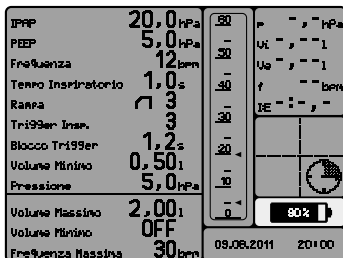 IPAP 20,0 hPa
PEEP 5,0 hPa
Frequenza 12 bpm
Tempo Inspiratorio 1,0 s
Rampa 3
Trigger Insp. 3
Blocco Trigger 1,2 s
Volume Minimo 0,50 l
Pressione 5,0 hPa
Volume Massimo 2,00 l
Volume Minimo OFF
Frequenza Massima 30 bpm
60
50
40
30
20
10
0
P -,- hPa
Vi -,-- l
Ve -,-- l
f -- bpm
I:E -:-,-
90%
09.08.2011 20:00